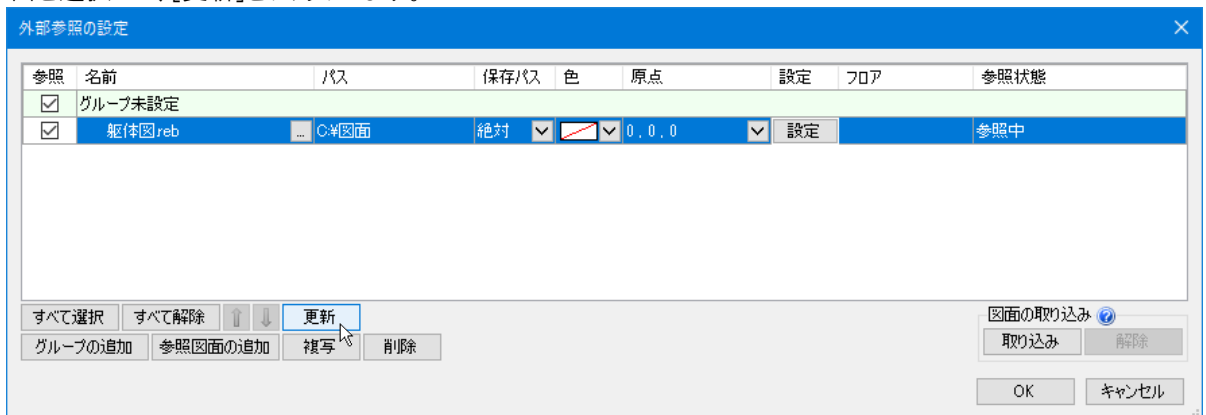 外部参照の設定
参照 名前 パス 保存パス 色 原点 設定 フロア 参照状態
グループ未設定
躯体図.reb ... C:¥図面 絶対 0 , 0 , 0 設定 参照中
すべて選択 すべて解除 更新
図面の取り込み
グループの追加 参照図面の追加 複写 削除
取り込み 解除
OK キャンセル